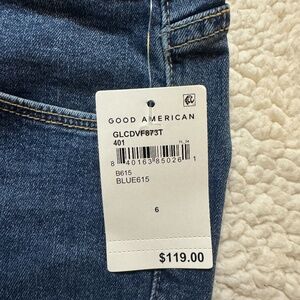 GOOD AMERICAN
GLCDVF873T
401
8 40163 85026 1
B615
BLUE615
6
$119.00